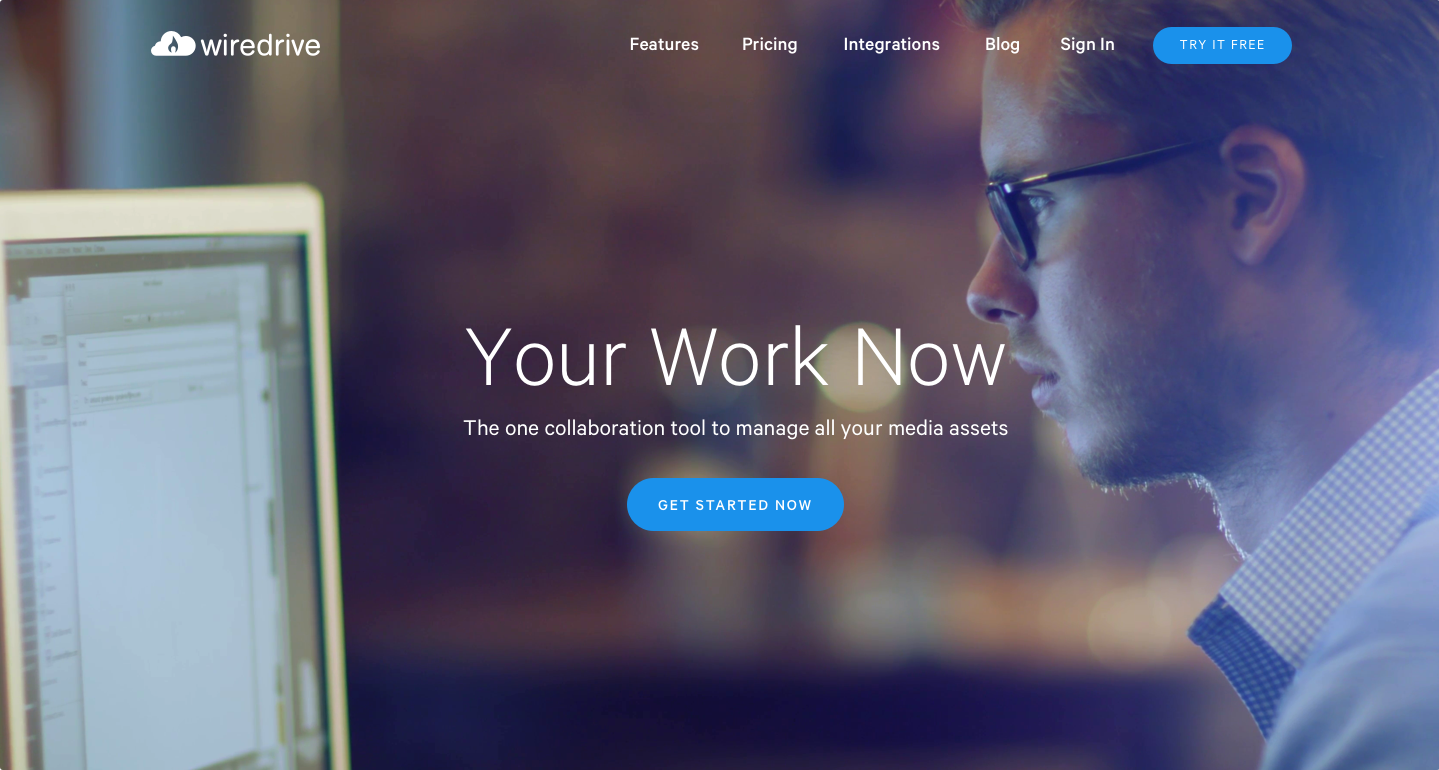 wiredrive
Features Pricing Integrations Blog Sign In TRY IT FREE
Your Work Now
The one collaboration tool to manage all your media assets
GET STARTED NOW